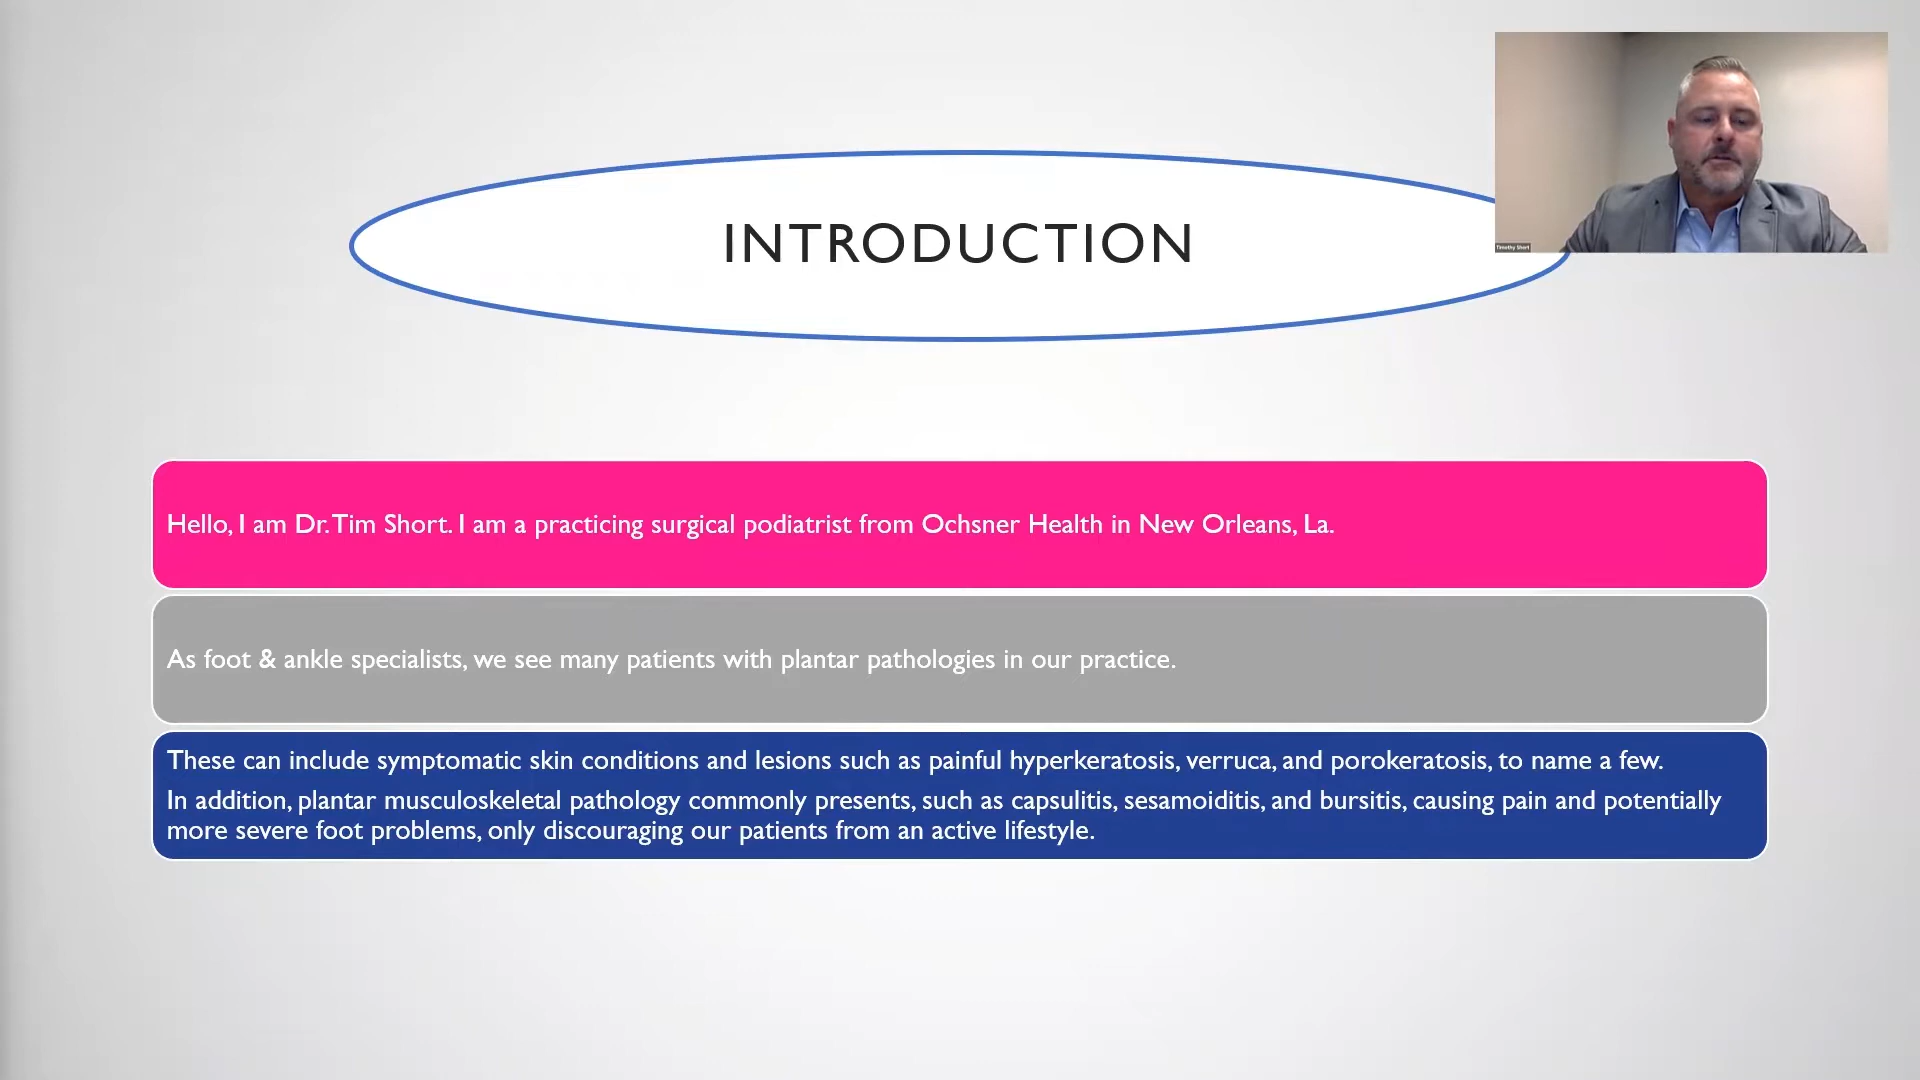 INTRODUCTION
Timothy Short
Hello, I am Dr. Tim Short. I am a practicing surgical podiatrist from Ochsner Health in New Orleans, La.
As foot & ankle specialists, we see many patients with plantar pathologies in our practice.
These can include symptomatic skin conditions and lesions such as painful hyperkeratosis, verruca, and porokeratosis, to name a few.
In addition, plantar musculoskeletal pathology commonly presents, such as capsulitis, sesamoiditis, and bursitis, causing pain and potentially
more severe foot problems, only discouraging our patients from an active lifestyle.